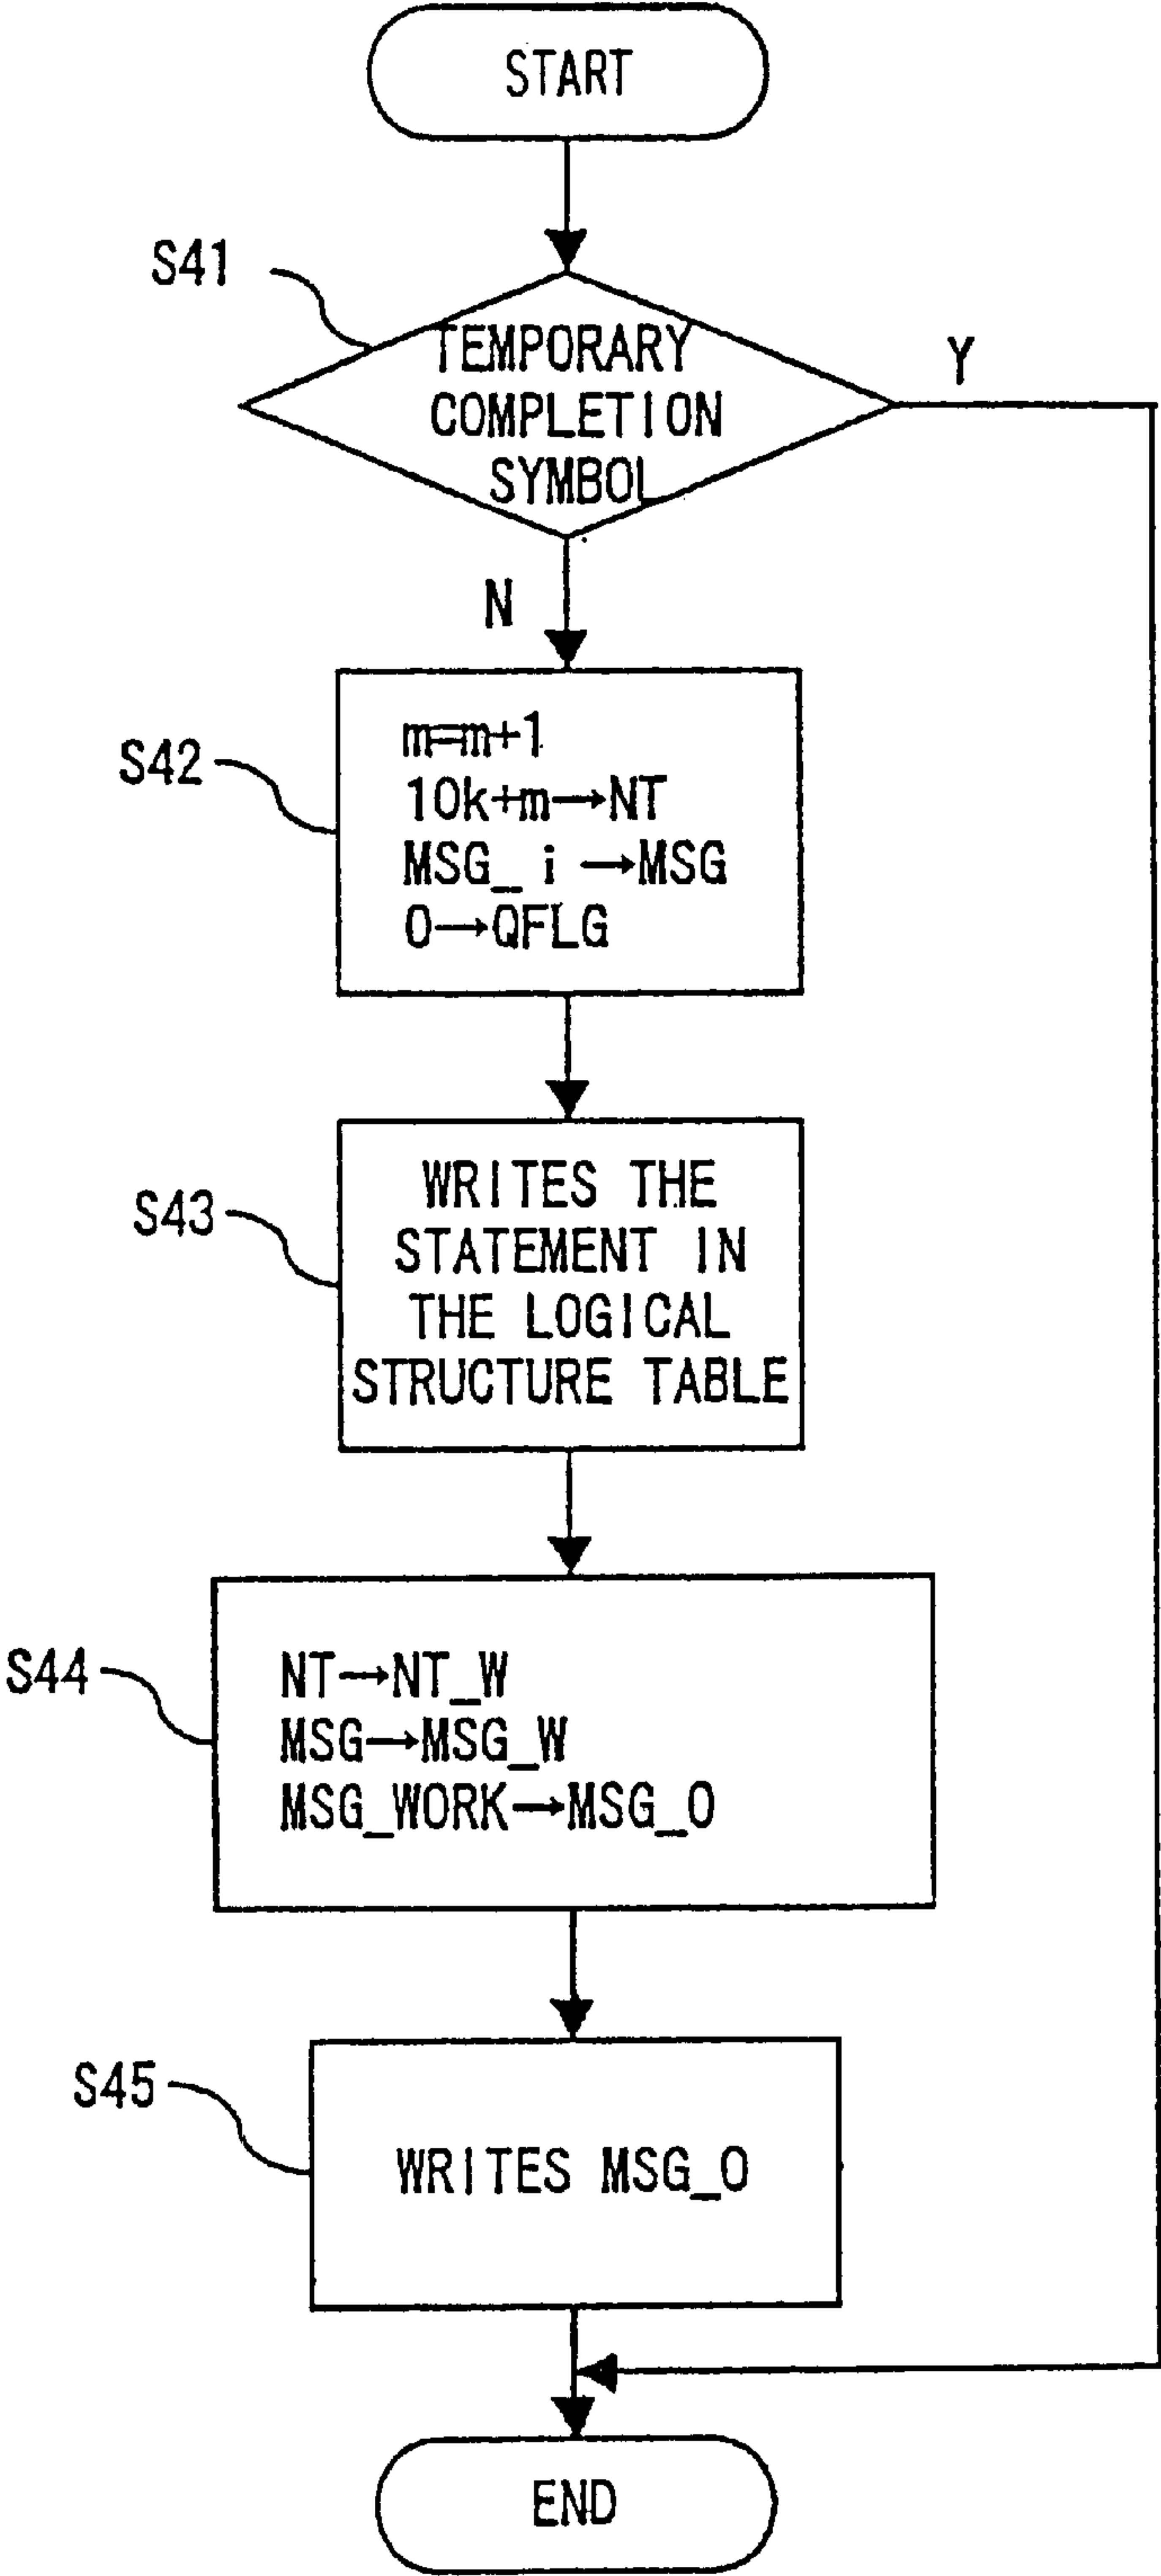 START
S41
TEMPORARY
COMPLETION
SYMBOL
Y
N
S42
m=m+1
10k+m→NT
MSG_i→MSG
0→QFLG
S43
WRITES THE
STATEMENT IN
THE LOGICAL
STRUCTURE TABLE
S44
NT→NT_W
MSG→MSG_W
MSG_WORK→MSG_O
S45
WRITES MSG_O
END